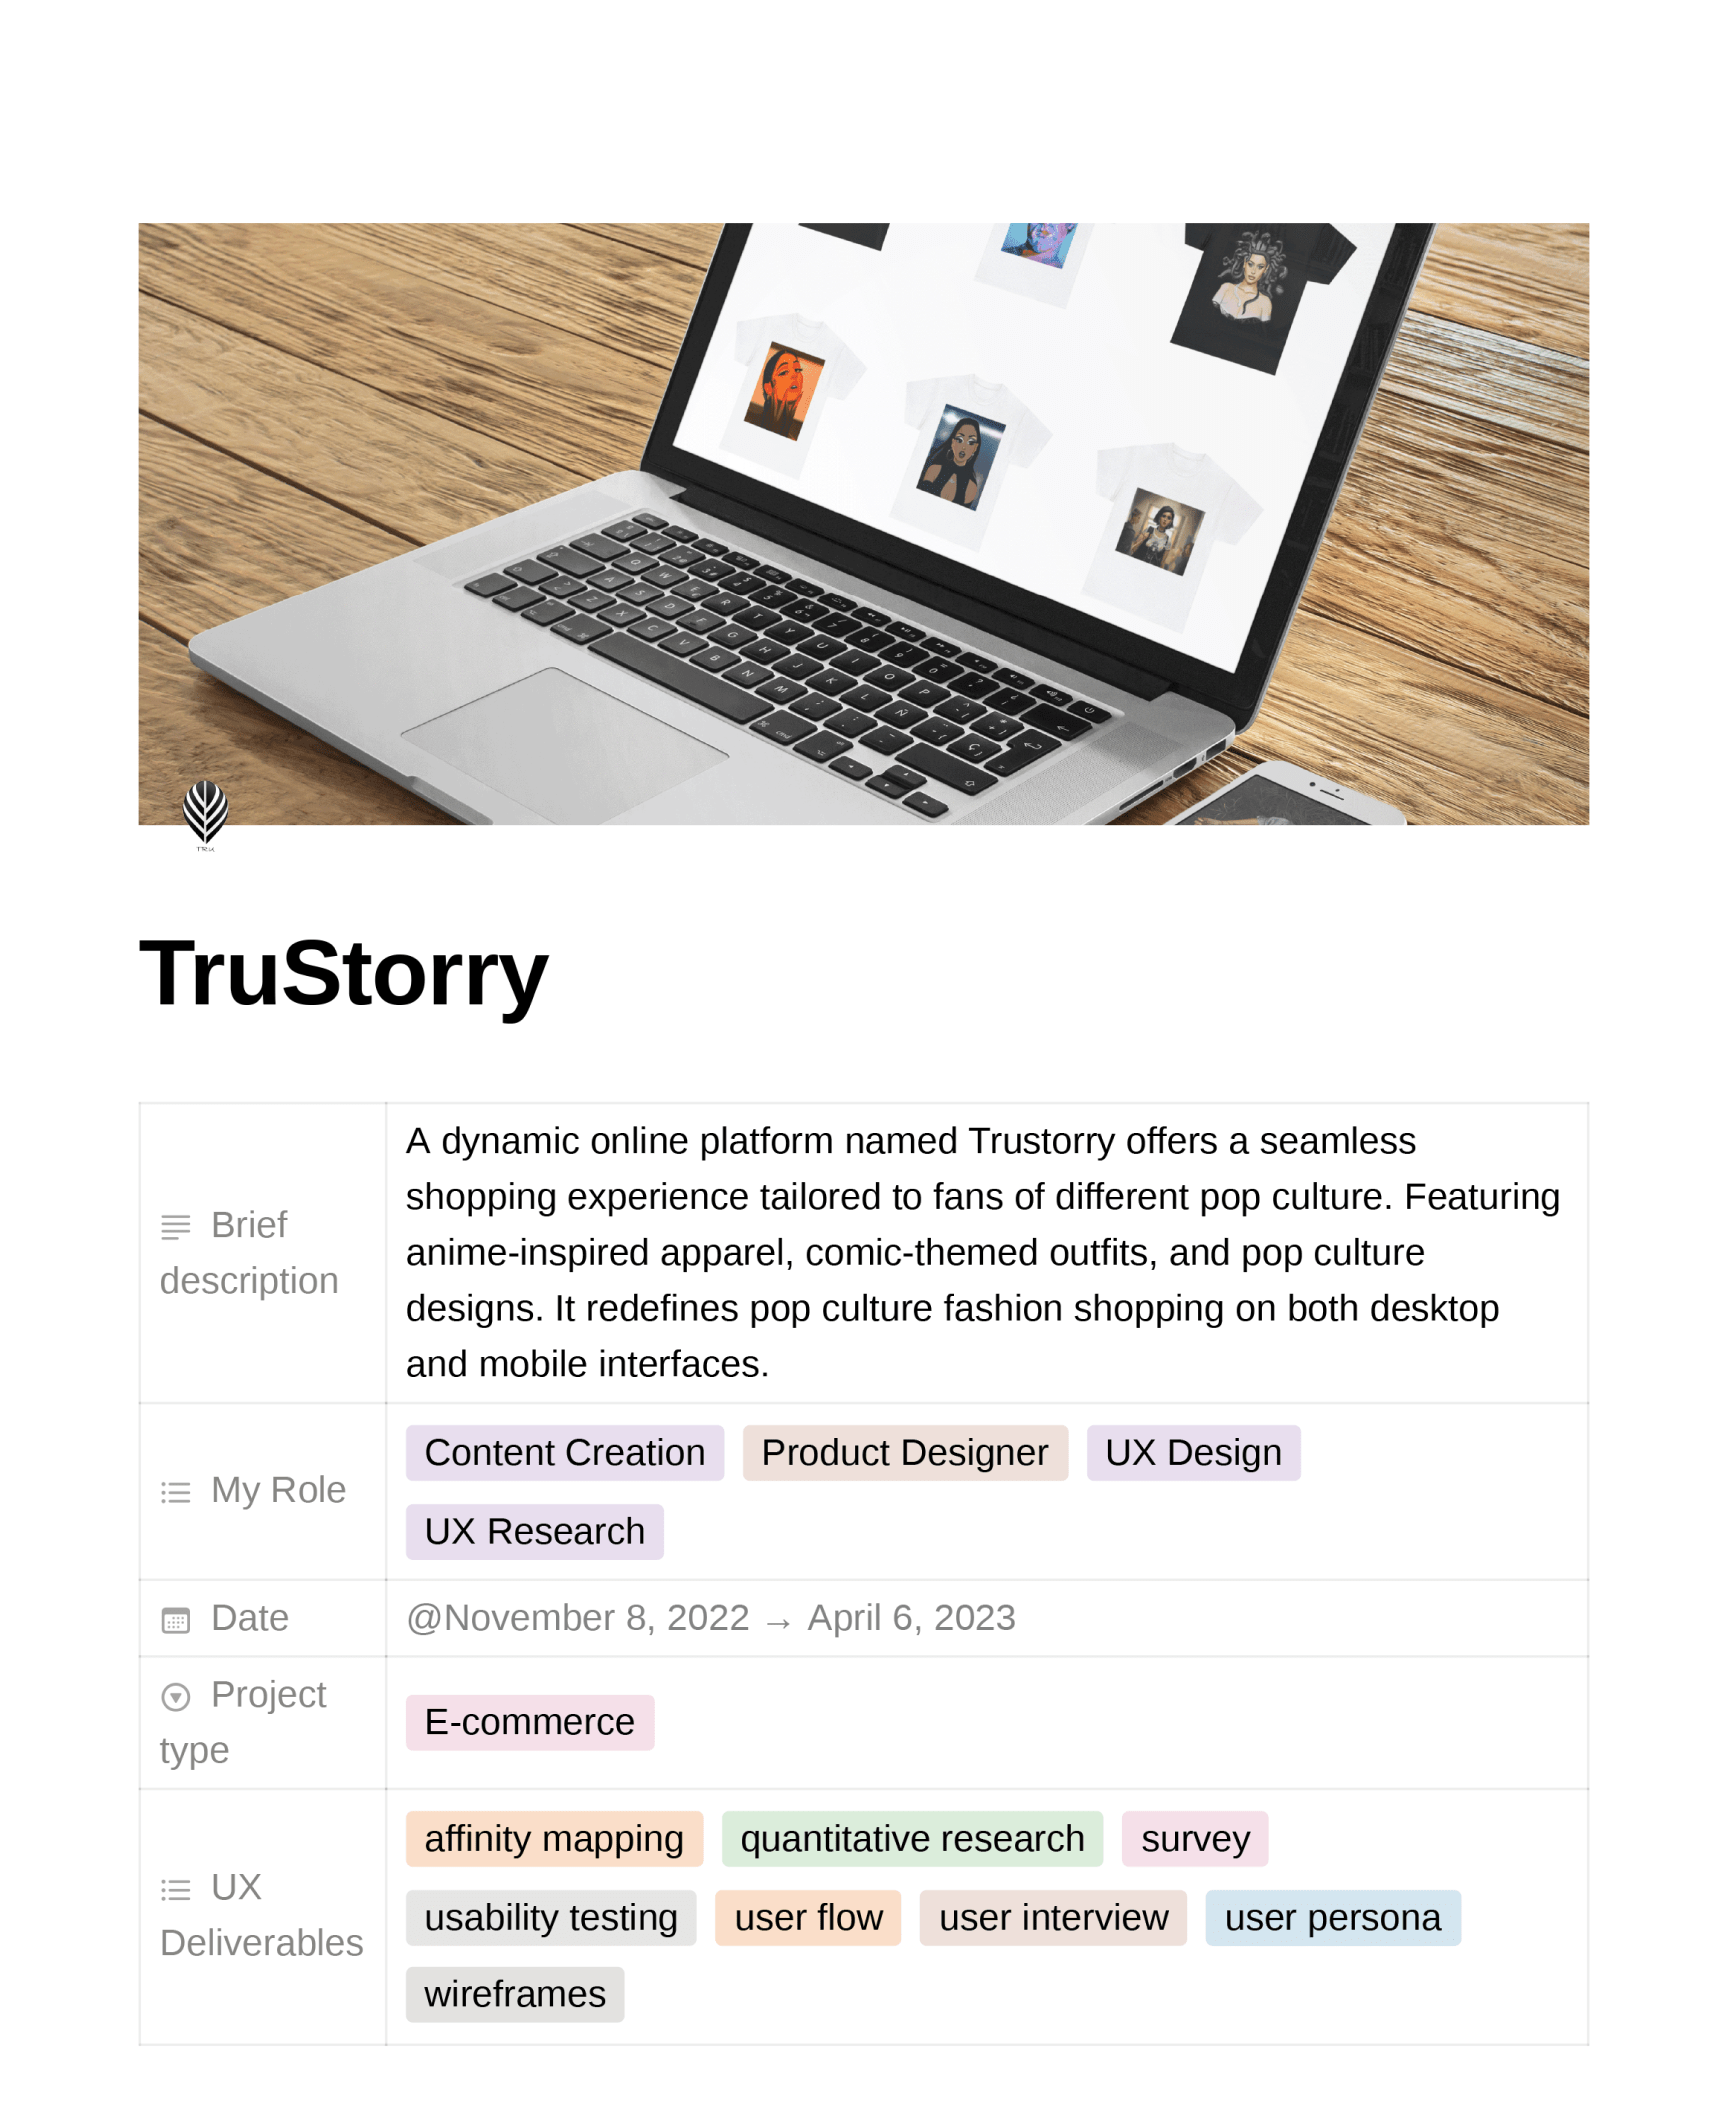 TRU
TruStorry
Brief
description
A dynamic online platform named Trustorry offers a seamless
shopping experience tailored to fans of different pop culture. Featuring
anime-inspired apparel, comic-themed outfits, and pop culture
designs. It redefines pop culture fashion shopping on both desktop
and mobile interfaces.
My Role
Content Creation Product Designer UX Design
UX Research
Date
@November 8, 2022 → April 6, 2023
Project
type
E-commerce
UX
Deliverables
affinity mapping quantitative research survey
usability testing user flow user interview user persona
wireframes